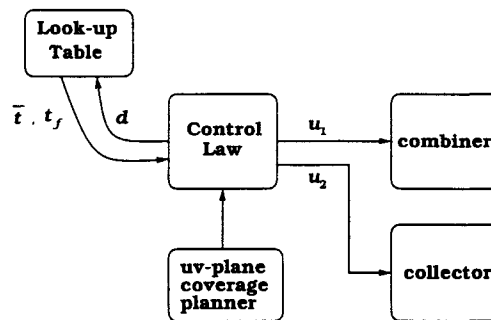 Look-up
Table
t̅ , t_f
d
Control
Law
u₁
u₂
combiner
collector
uv-plane
coverage
planner